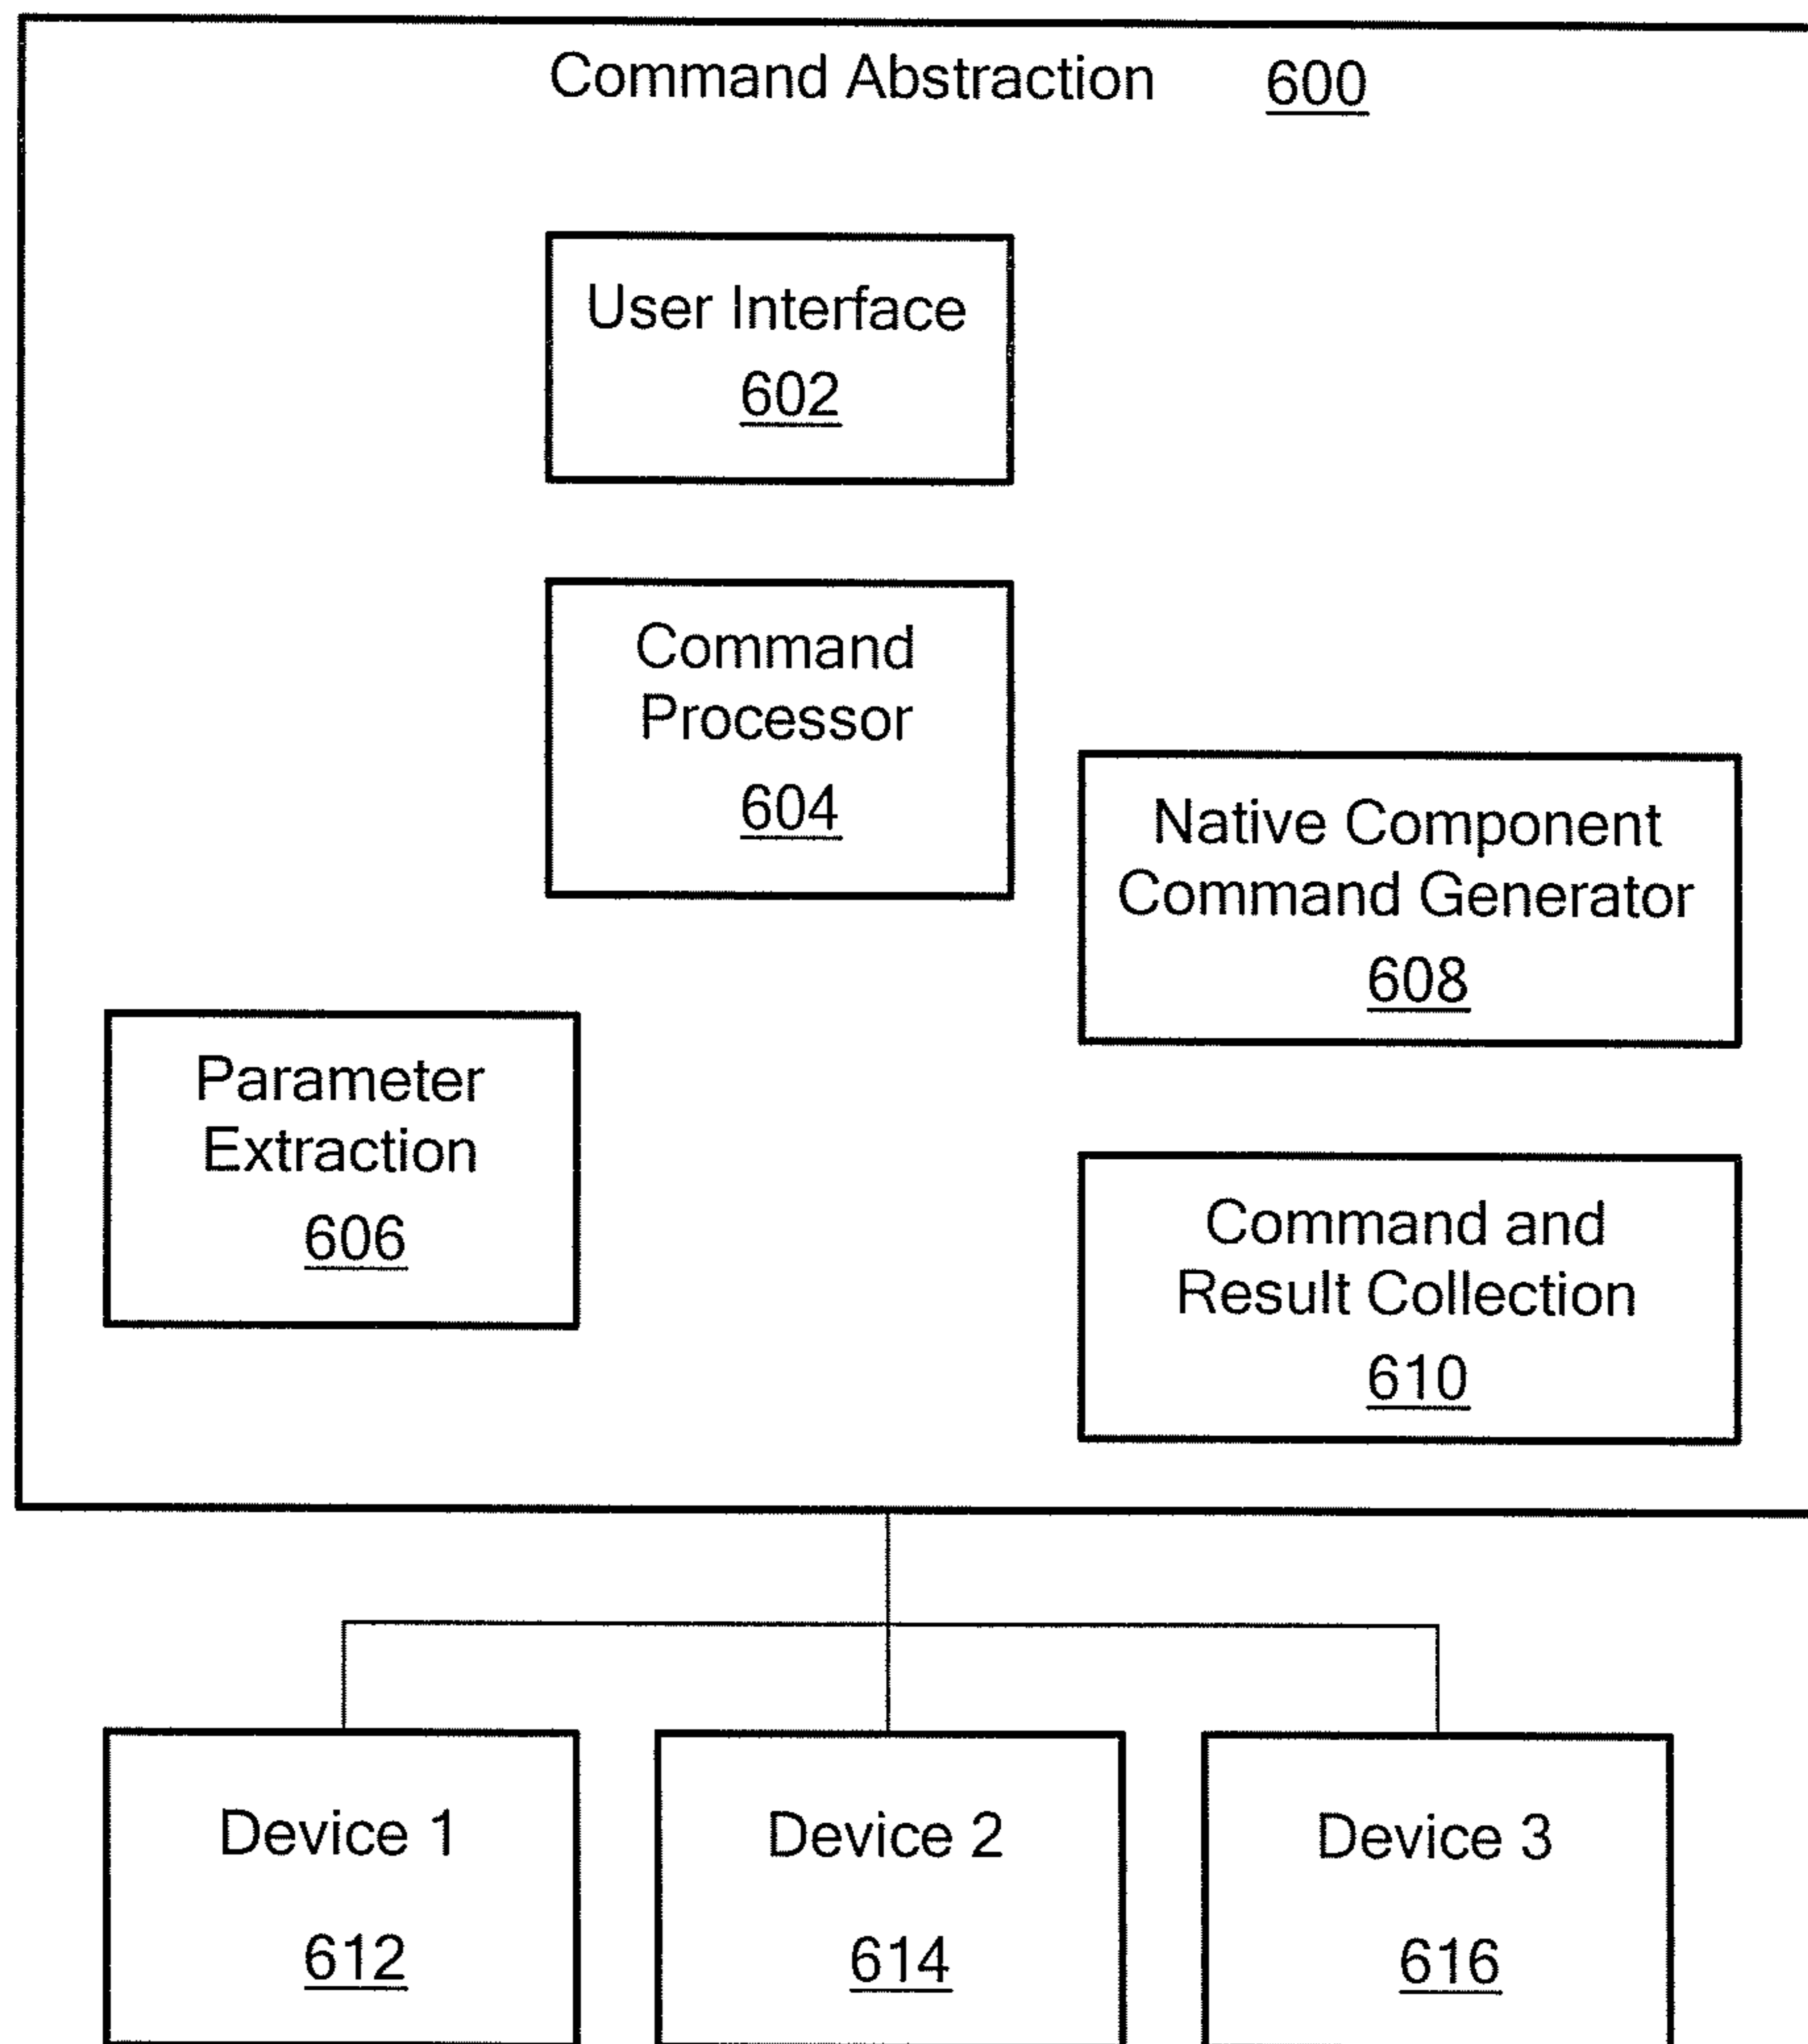 Command Abstraction 600
User Interface
602
Command
Processor
604
Native Component
Command Generator
608
Parameter
Extraction
606
Command and
Result Collection
610
Device 1
612
Device 2
614
Device 3
616